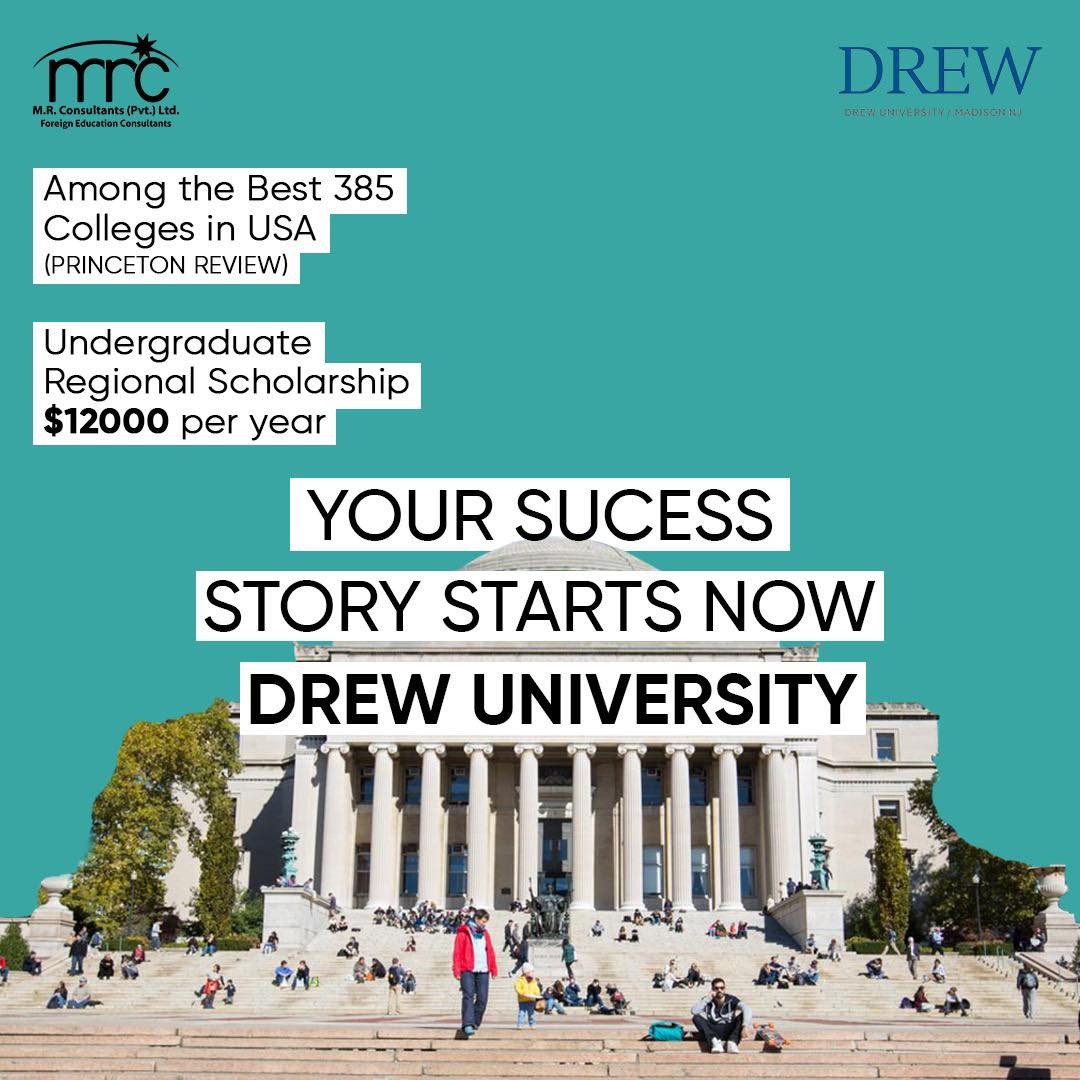 mrc
M.R. Consultants (Pvt.) Ltd.
Foreign Education Consultants
DREW
DREW UNIVERSITY / MADISON NJ
Among the Best 385
Colleges in USA
(PRINCETON REVIEW)
Undergraduate
Regional Scholarship
$12000 per year
YOUR SUCESS
STORY STARTS NOW
DREW UNIVERSITY